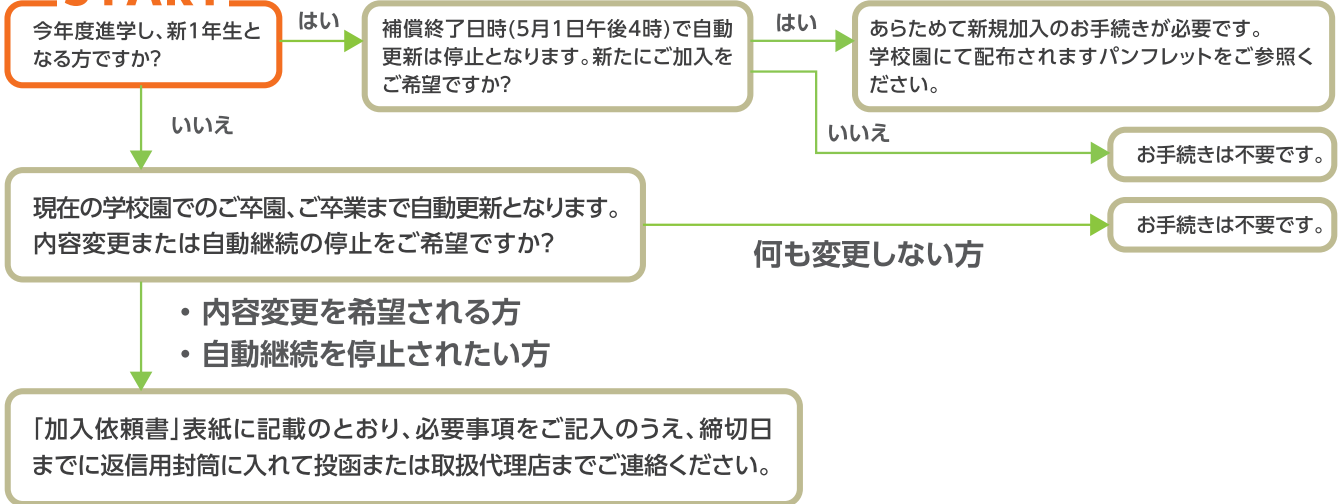 START
今年度進学し、新1年生と
なる方ですか?
はい
補償終了日時(5月1日午後4時)で自動
更新は停止となります。新たにご加入を
ご希望ですか?
はい
あらためて新規加入のお手続きが必要です。
学校園にて配布されますパンフレットをご参照く
ださい。
いいえ
いいえ
お手続きは不要です。
現在の学校園でのご卒園、ご卒業まで自動更新となります。
内容変更または自動継続の停止をご希望ですか?
何も変更しない方
お手続きは不要です。
・内容変更を希望される方
・自動継続を停止されたい方
「加入依頼書」表紙に記載のとおり、必要事項をご記入のうえ、締切日
までに返信用封筒に入れて投函または取扱代理店までご連絡ください。